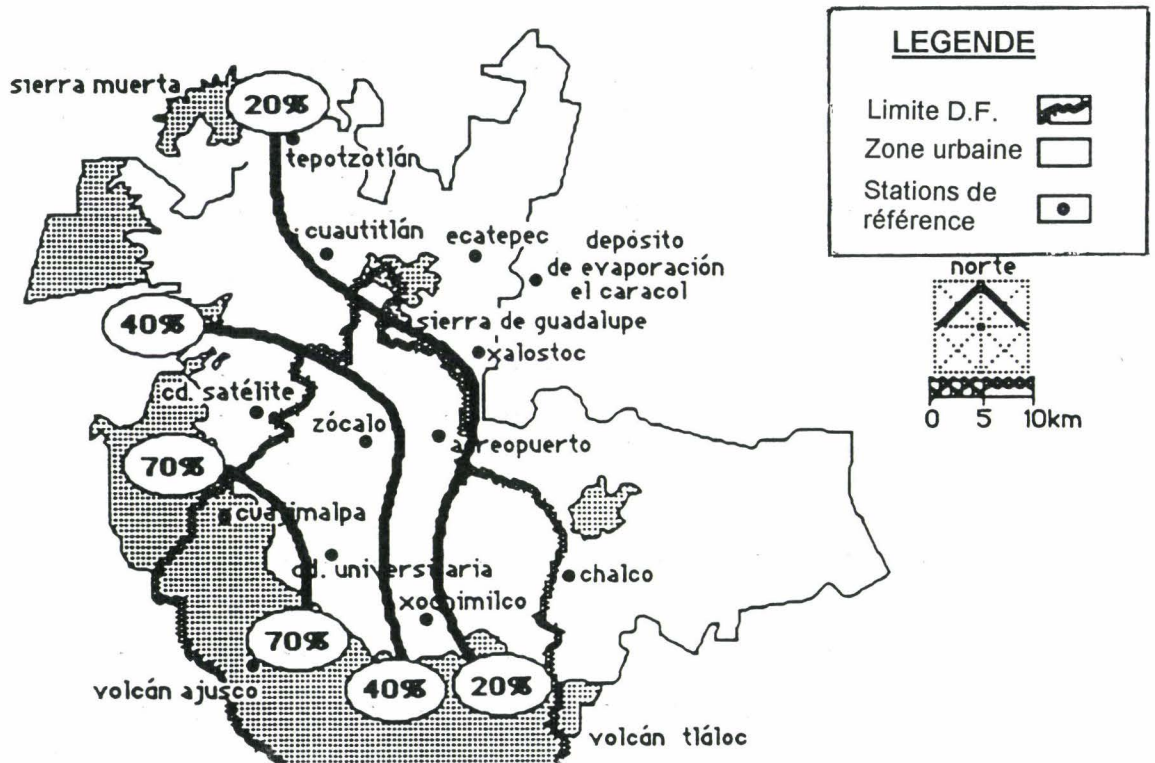 LEGENDE
Limite D.F.
Zone urbaine
Stations de
référence
norte
0 5 10km
sierra muerta
20%
tepotzotlán
cuautitlán
ecatepec
depósito
de evaporación
el caracol
40%
sierra de guadalupe
xalostoc
cd. satélite
zócalo
aereopuerto
70%
cuajimalpa
cd. universitaria
chalco
xochimilco
70%
volcán ajusco
40%
20%
volcán tláloc